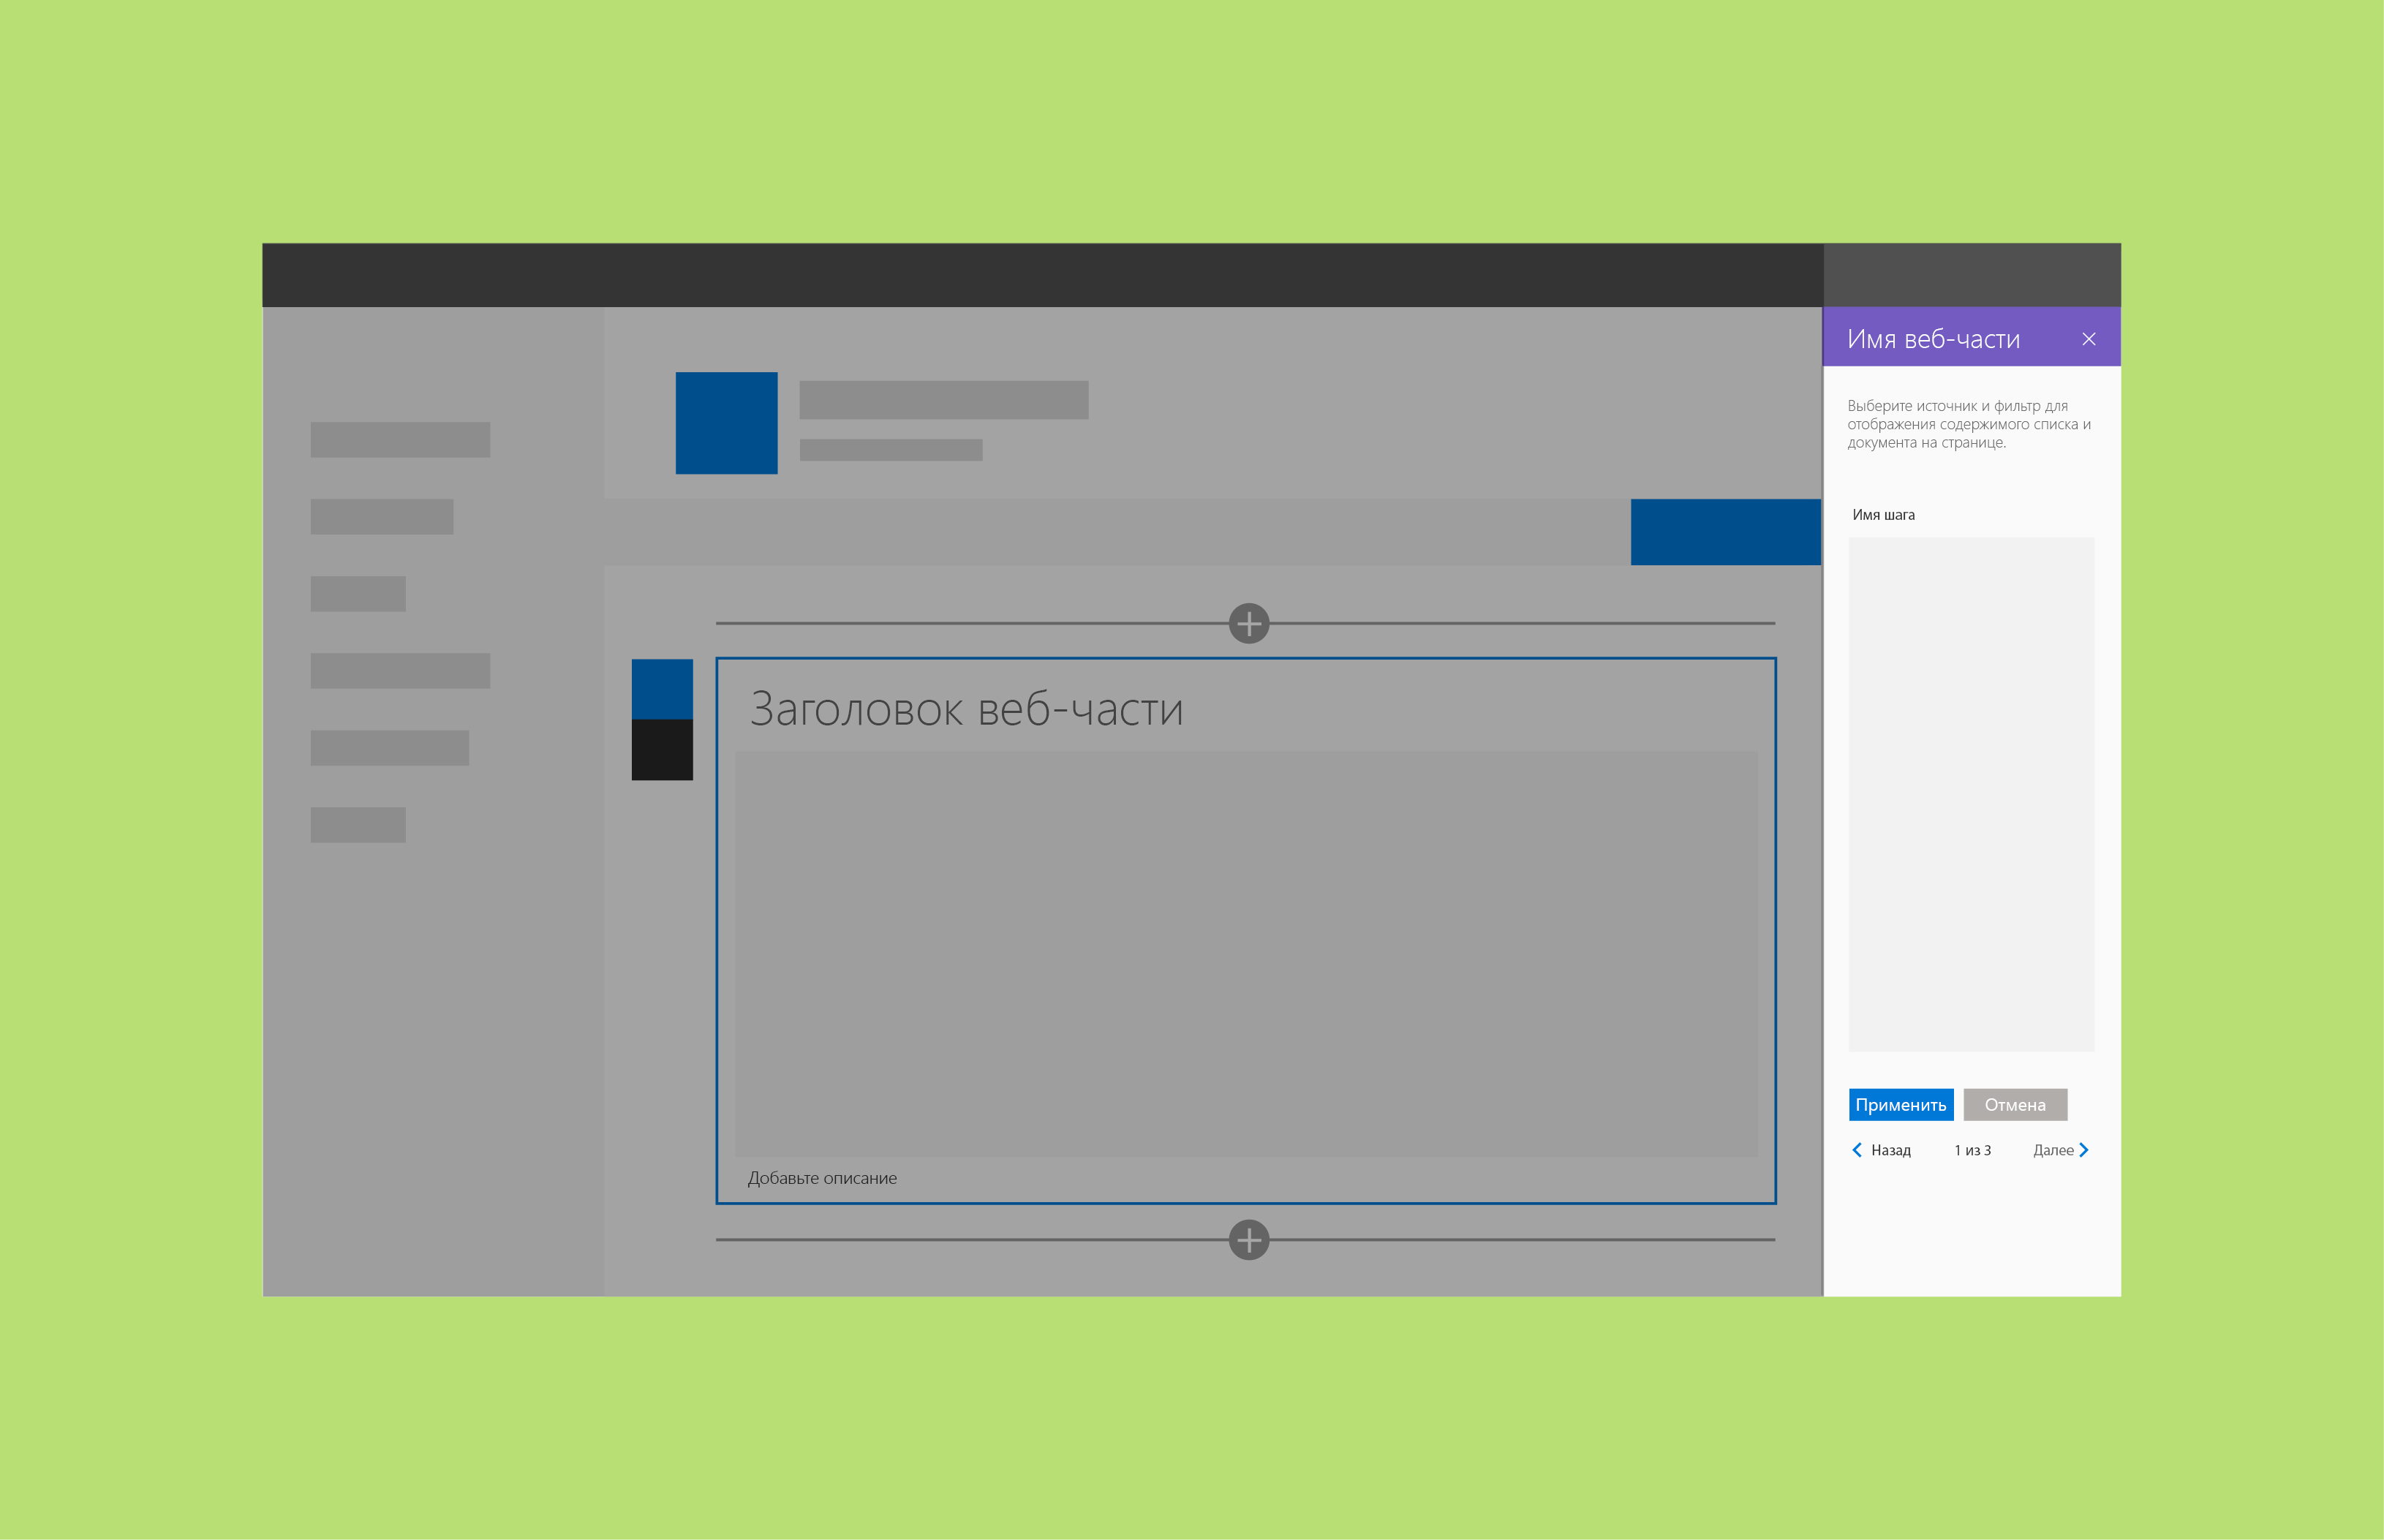 Имя веб-части
Выберите источник и фильтр для
отображения содержимого списка и
документа на странице.
Имя шага
Заголовок веб-части
Добавьте описание
Применить
Отмена
Назад
1 из 3
Далее